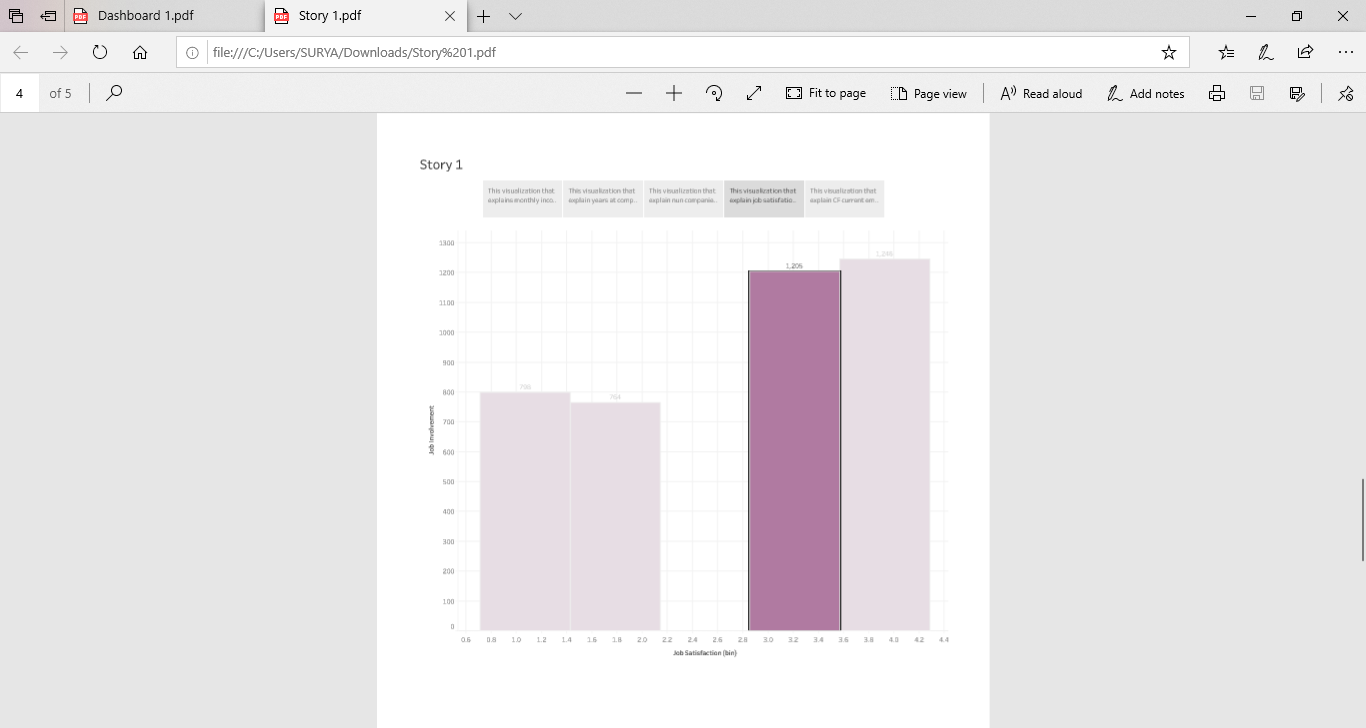 Dashboard 1.pdf
Story 1.pdf
file:///C:/Users/SURYA/Downloads/Story%201.pdf
4 of 5
Fit to page
Page view
Read aloud
Add notes
Story 1
This visualization that
explains monthly inco..
This visualization that
explain years at comp..
This visualization that
explain nun companie..
This visualization that
explain job satisfatio..
This visualization that
explain CF current em..
1300
1200
1100
1000
900
800
700
600
500
400
300
200
100
0
Job Involvement
764
1,206
1,246
0.6 0.8 1.0 1.2 1.4 1.6 1.8 2.0 2.2 2.4 2.6 2.8 3.0 3.2 3.4 3.6 3.8 4.0 4.2 4.4
Job Satisfaction (bin)